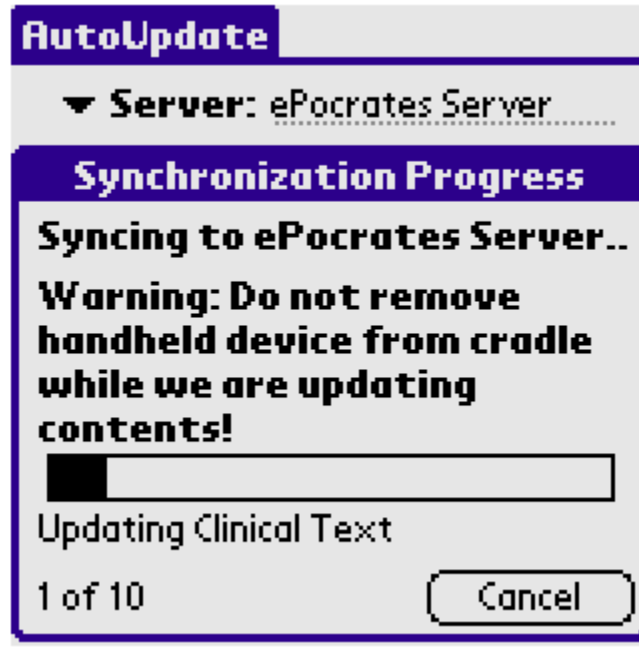 AutoUpdate
Server: ePocrates Server
Synchronization Progress
Syncing to ePocrates Server..
Warning: Do not remove
handheld device from cradle
while we are updating
contents!
Updating Clinical Text
1 of 10
Cancel